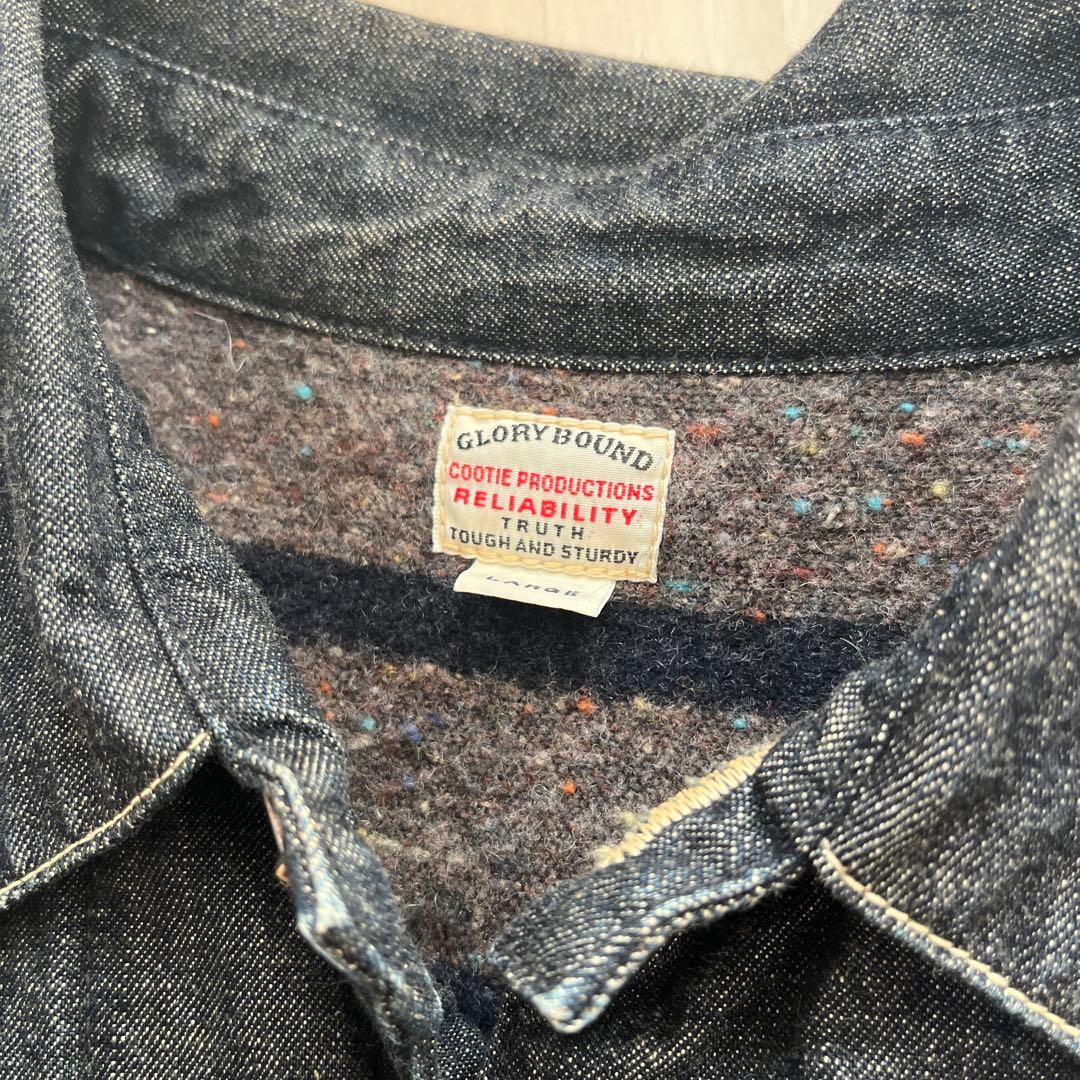 GLORY BOUND
COOTIE PRODUCTIONS
RELIABILITY
TRUTH
TOUGH AND STURDY
LARGE